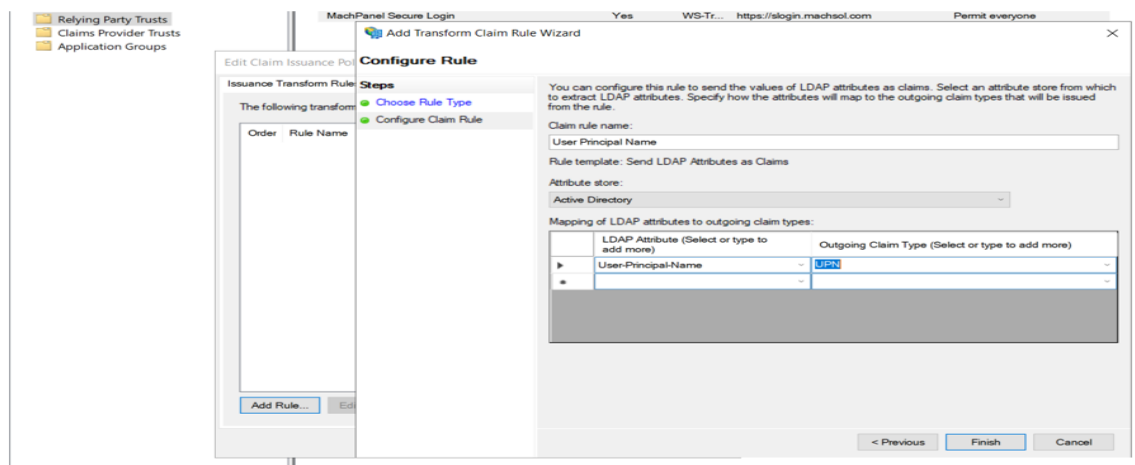 Relying Party Trusts
Claims Provider Trusts
Application Groups
MachPanel Secure Login Yes WS-Tr... https://slogin.machsol.com Permit everyone
Add Transform Claim Rule Wizard
Edit Claim Issuance Pol
Configure Rule
Issuance Transform Rule
The following transform
Order Rule Name
Add Rule...
Edi
Steps
Choose Rule Type
Configure Claim Rule
You can configure this rule to send the values of LDAP attributes as claims. Select an attribute store from which
to extract LDAP attributes. Specify how the attributes will map to the outgoing claim types that will be issued
from the rule.
Claim rule name:
User Principal Name
Rule template: Send LDAP Attributes as Claims
Attribute store:
Active Directory
Mapping of LDAP attributes to outgoing claim types:
LDAP Attribute (Select or type to
add more)
Outgoing Claim Type (Select or type to add more)
User-Principal-Name UPN
< Previous Finish Cancel